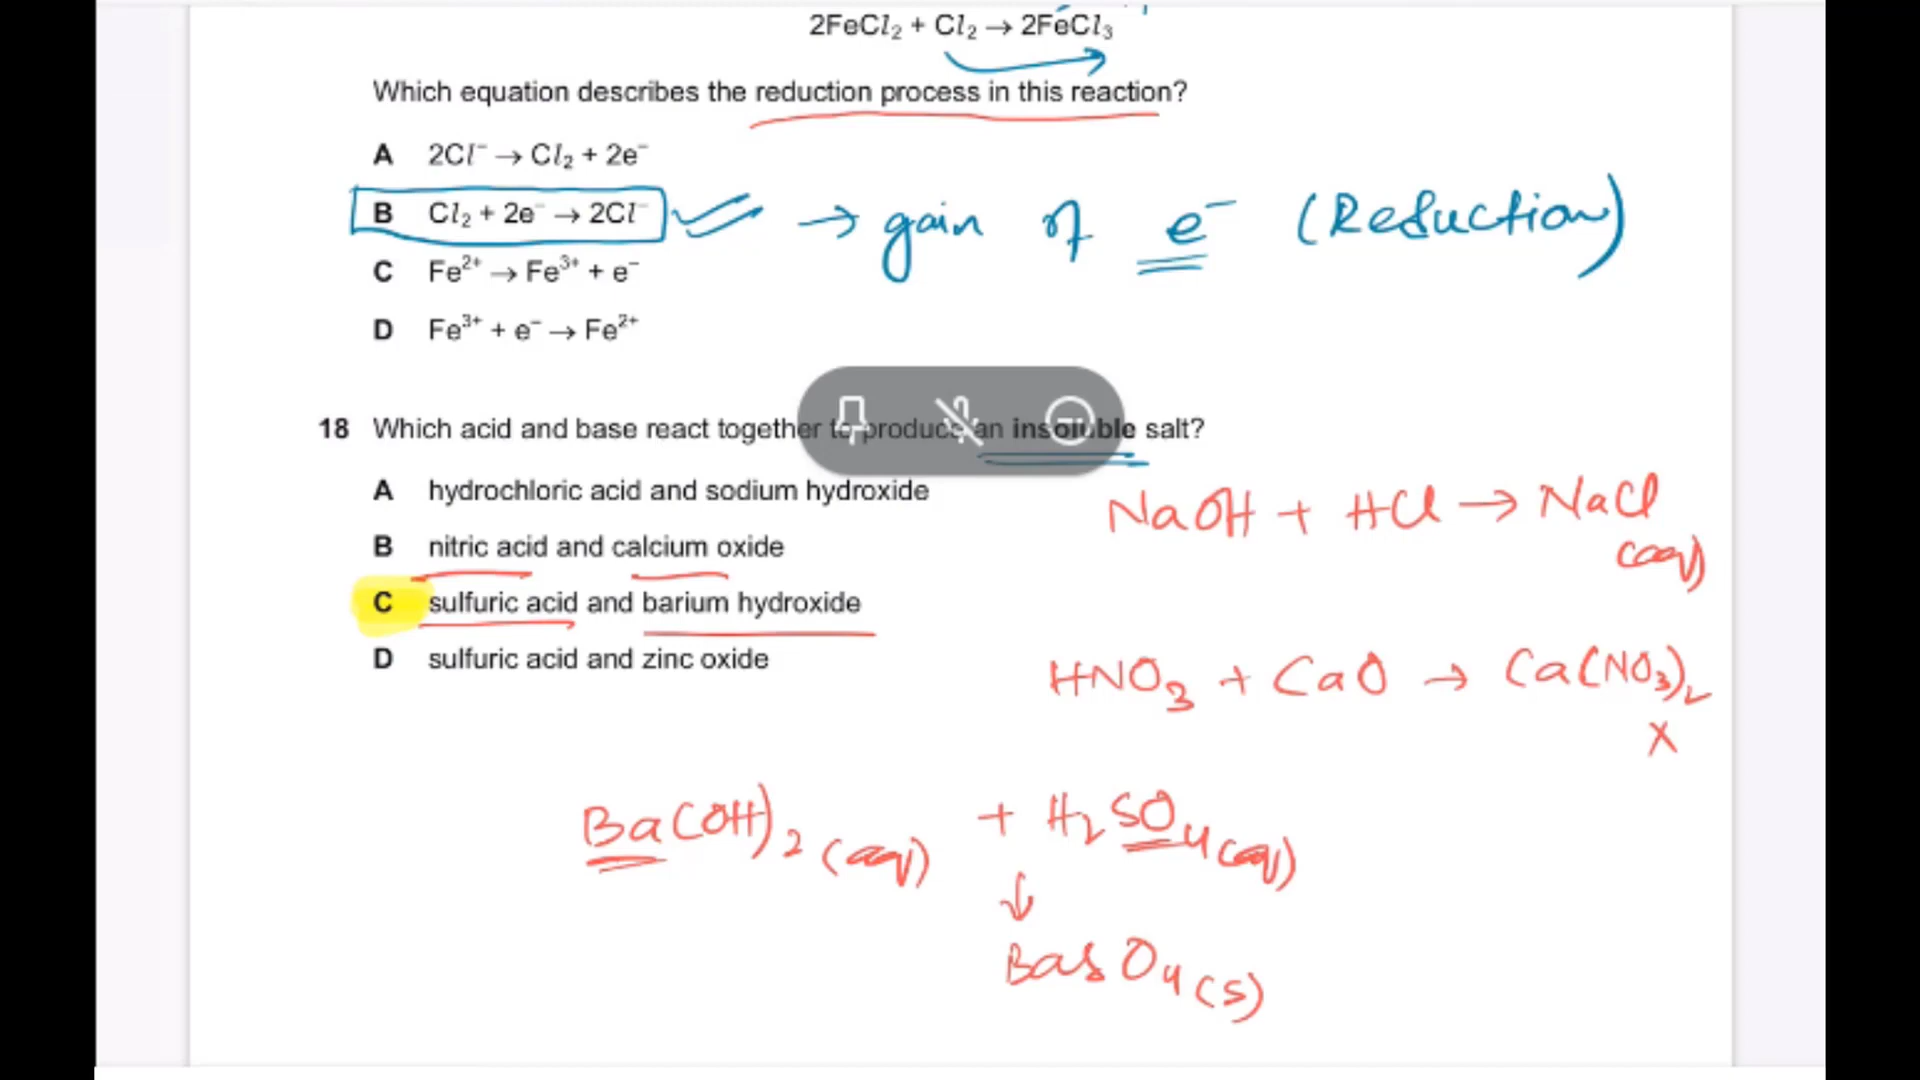 2FeCl₂ + Cl₂ → 2FeCl₃
Which equation describes the reduction process in this reaction?
A 2Cl⁻ → Cl₂ + 2e⁻
B Cl₂ + 2e⁻ → 2Cl⁻ → gain of e⁻ (Reduction)
C Fe²⁺ → Fe³⁺ + e⁻
D Fe³⁺ + e⁻ → Fe²⁺
18 Which acid and base react together to produce an insoluble salt?
A hydrochloric acid and sodium hydroxide
NaOH + HCl → NaCl
(aq)
B nitric acid and calcium oxide
C sulfuric acid and barium hydroxide
D sulfuric acid and zinc oxide
HNO₃ + CaO → Ca(NO₃)₂
X
Ba(OH)₂(aq) + H₂SO₄(aq)
↓
BaSO₄(s)